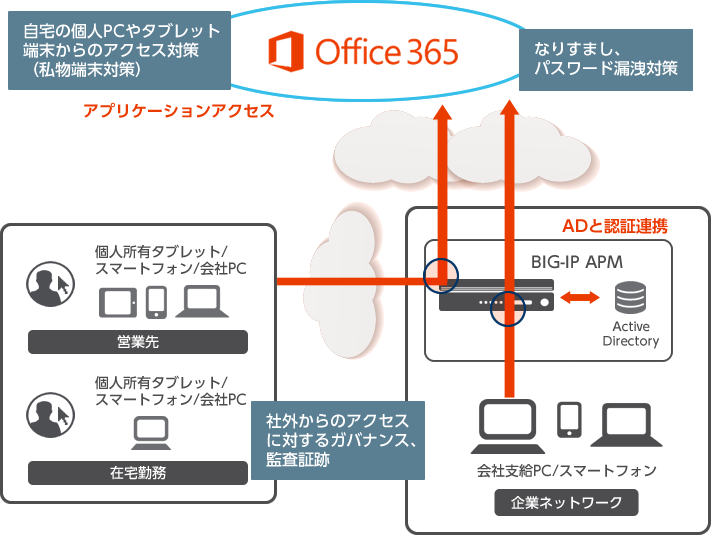 自宅の個人PCやタブレット
端末からのアクセス対策
（私物端末対策）
Office 365
なりすまし、
パスワード漏洩対策
アプリケーションアクセス
ADと認証連携
BIG-IP APM
Active
Directory
個人所有タブレット/
スマートフォン/会社PC
営業先
個人所有タブレット/
スマートフォン/会社PC
在宅勤務
社外からのアクセス
に対するガバナンス、
監査証跡
会社支給PC/スマートフォン
企業ネットワーク